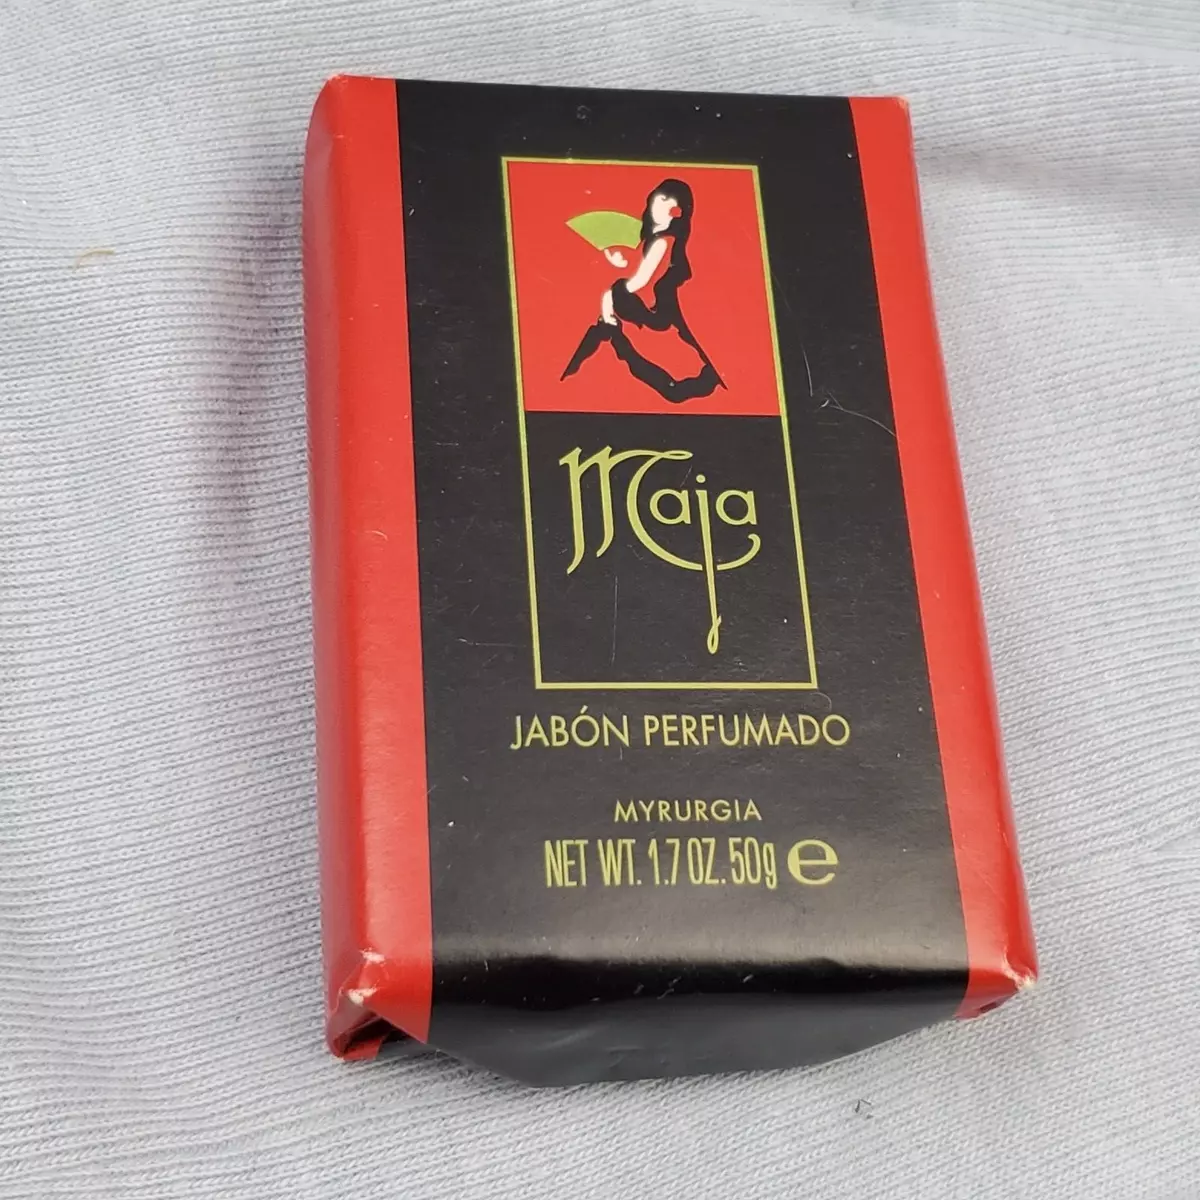 Maja
JABÓN PERFUMADO
MYRURGIA
NET WT. 1.7 OZ. 50g ℮